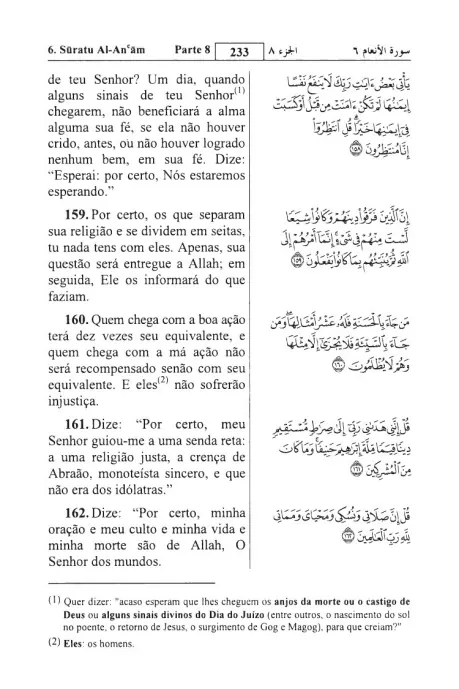 6. Sūratu Al-Anᶜām Parte 8 233 الجزء ٨ سورة الأنعام ٦
de teu Senhor? Um dia, quando
alguns sinais de teu Senhor(1)
chegarem, não beneficiará a alma
alguma sua fé, se ela não houver
crido, antes, ou não houver logrado
nenhum bem, em sua fé. Dize:
“Esperai: por certo, Nós estaremos
esperando.”
159. Por certo, os que separam
sua religião e se dividem em seitas,
tu nada tens com eles. Apenas, sua
questão será entregue a Allah; em
seguida, Ele os informará do que
faziam.
160. Quem chega com a boa ação
terá dez vezes seu equivalente, e
quem chega com a má ação não
será recompensado senão com seu
equivalente. E eles(2) não sofrerão
injustiça.
161. Dize: “Por certo, meu
Senhor guiou-me a uma senda reta:
a uma religião justa, a crença de
Abraão, monoteísta sincero, e que
não era dos idólatras.”
162. Dize: “Por certo, minha
oração e meu culto e minha vida e
minha morte são de Allah, O
Senhor dos mundos.
يَأْتِي بَعْضُ ءَايَٰتِ رَبِّكَ لَا يَنفَعُ نَفْسًا
إِيمَٰنُهَا لَمْ تَكُنْ ءَامَنَتْ مِن قَبْلُ أَوْ كَسَبَتْ
فِىٓ إِيمَٰنِهَا خَيْرًا قُلِ ٱنتَظِرُوٓا۟
إِنَّا مُنتَظِرُونَ ١٥٨
إِنَّ ٱلَّذِينَ فَرَّقُوا۟ دِينَهُمْ وَكَانُوا۟ شِيَعًا
لَّسْتَ مِنْهُمْ فِى شَىْءٍ إِنَّمَآ أَمْرُهُمْ إِلَى
ٱللَّهِ ثُمَّ يُنَبِّئُهُم بِمَا كَانُوا۟ يَفْعَلُونَ ١٥٩
مَن جَآءَ بِٱلْحَسَنَةِ فَلَهُۥ عَشْرُ أَمْثَالِهَا وَمَن
جَآءَ بِٱلسَّيِّئَةِ فَلَا يُجْزَىٰٓ إِلَّا مِثْلَهَا
وَهُمْ لَا يُظْلَمُونَ ١٦٠
قُلْ إِنَّنِى هَدَىٰنِى رَبِّىٓ إِلَىٰ صِرَٰطٍ مُّسْتَقِيمٍ
دِينًا قِيَمًا مِّلَّةَ إِبْرَٰهِيمَ حَنِيفًا وَمَا كَانَ
مِنَ ٱلْمُشْرِكِينَ ١٦١
قُلْ إِنَّ صَلَاتِى وَنُسُكِى وَمَحْيَاىَ وَمَمَاتِى
لِلَّهِ رَبِّ ٱلْعَٰلَمِينَ ١٦٢
(1) Quer dizer: “acaso esperam que lhes cheguem os anjos da morte ou o castigo de
Deus ou alguns sinais divinos do Dia do Juízo (entre outros, o nascimento do sol
no poente, o retorno de Jesus, o surgimento de Gog e Magog), para que creiam?”
(2) Eles: os homens.